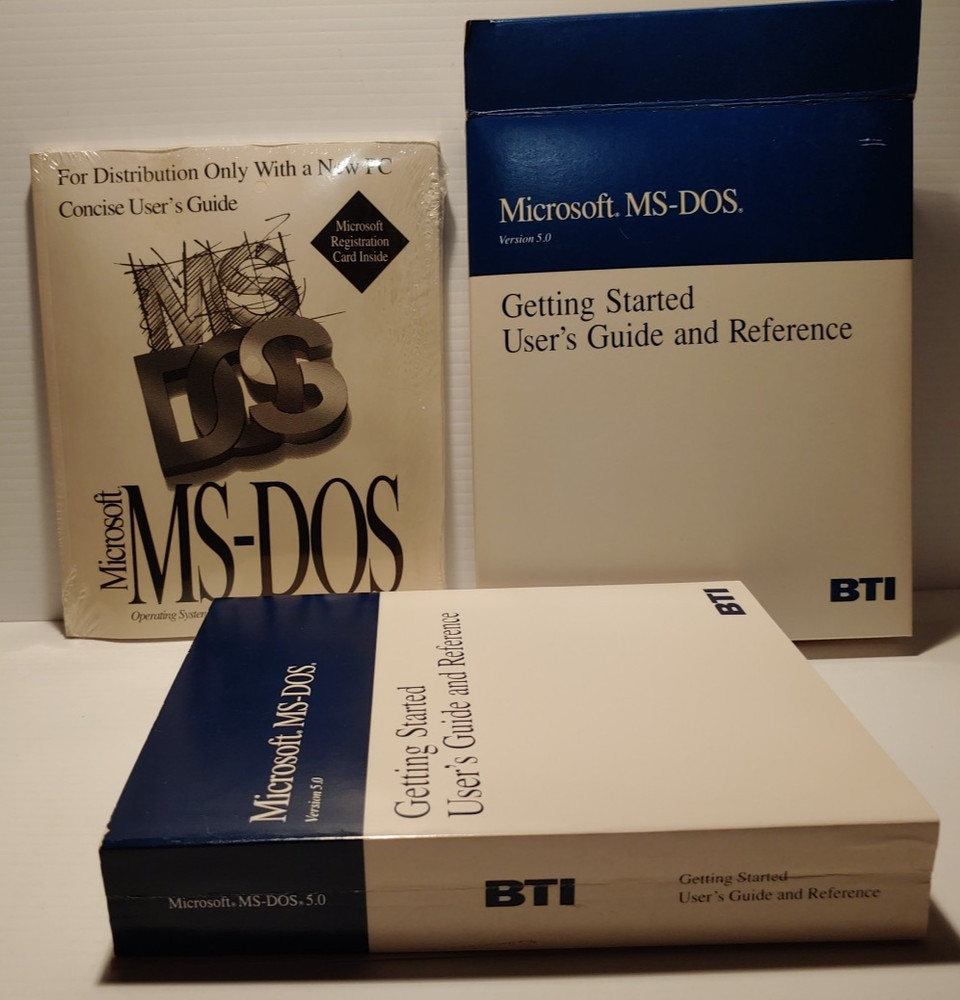 For Distribution Only With a New PC
Concise User's Guide
Microsoft
Registration
Card Inside
MS
DOS
Microsoft
MS-DOS
Operating System
Microsoft® MS-DOS®
Version 5.0
Getting Started
User's Guide and Reference
BTI
Microsoft® MS-DOS®
Version 5.0
Getting Started
User's Guide and Reference
BTI
Microsoft® MS-DOS® 5.0
BTI
Getting Started
User's Guide and Reference